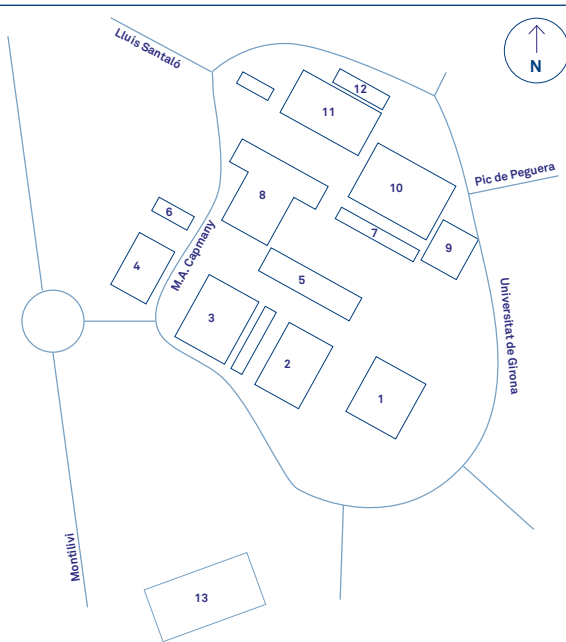 Lluís Santaló
N
12
11
10
Pic de Peguera
8
6
7
9
4
M.A. Capmany
5
Universitat de Girona
3
2
1
Montilivi
13